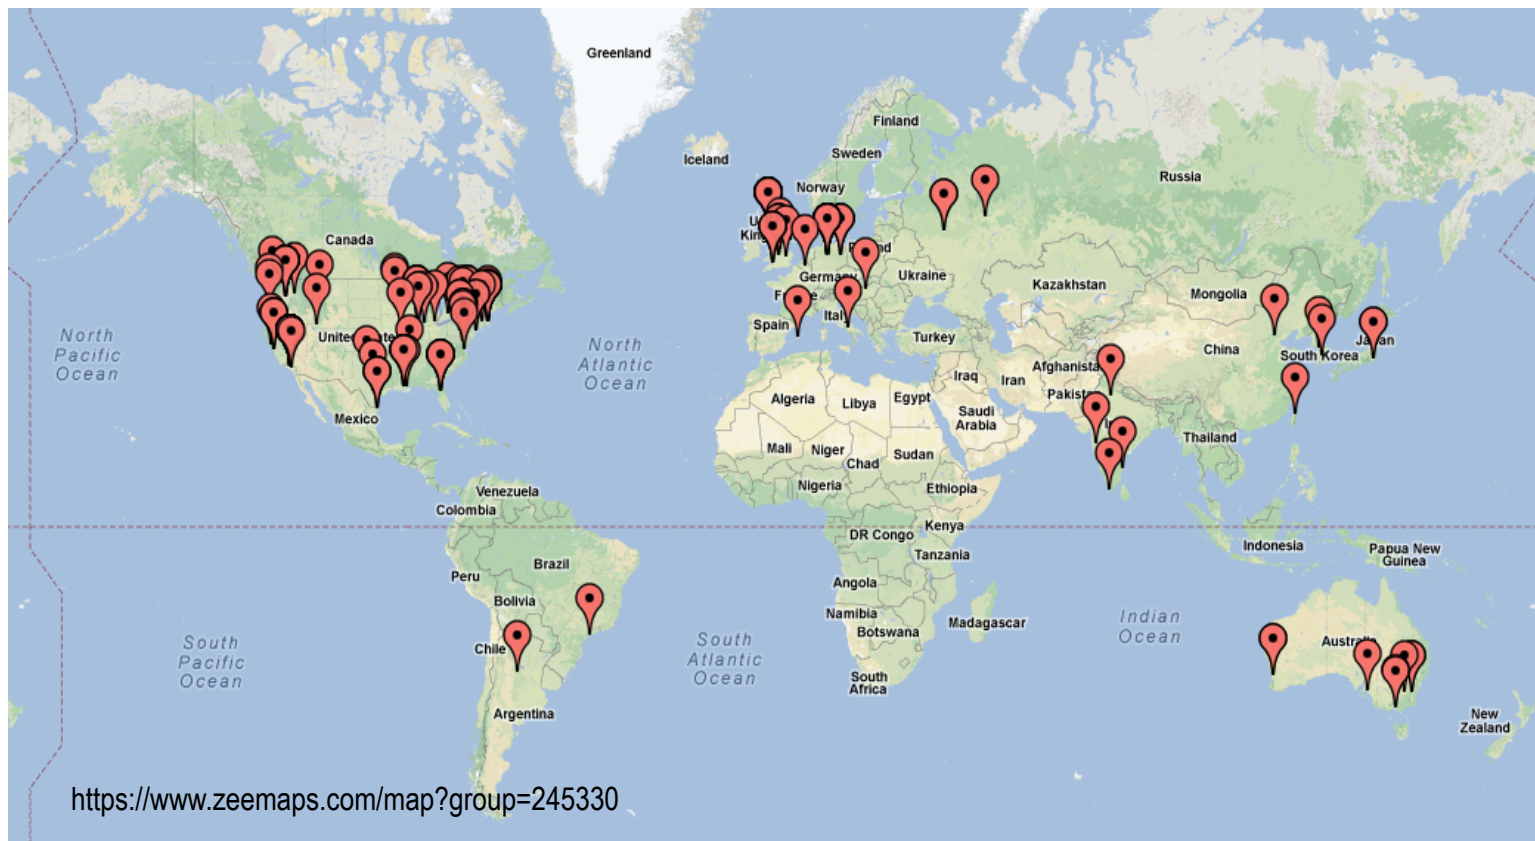 Greenland
Iceland
Finland
Sweden
Norway
Russia
Canada
Ukraine
Germany
Kazakhstan
Mongolia
North
Pacific
Ocean
North
Atlantic
Ocean
Spain
Italy
Turkey
China
South Korea
Japan
Iraq
Iran
Afghanista
Pakista
Algeria
Libya
Egypt
Saudi
Arabia
Mexico
Mali
Niger
Chad
Sudan
Thailand
Nigeria
Ethiopia
Venezuela
Colombia
DR Congo
Kenya
Tanzania
Indonesia
Papua New
Guinea
Brazil
Peru
Bolivia
Angola
Namibia
Botswana
Madagascar
Indian
Ocean
Australia
Chile
South
Pacific
Ocean
South
Atlantic
Ocean
South
Africa
Argentina
New
Zealand
https://www.zeemaps.com/map?group=245330